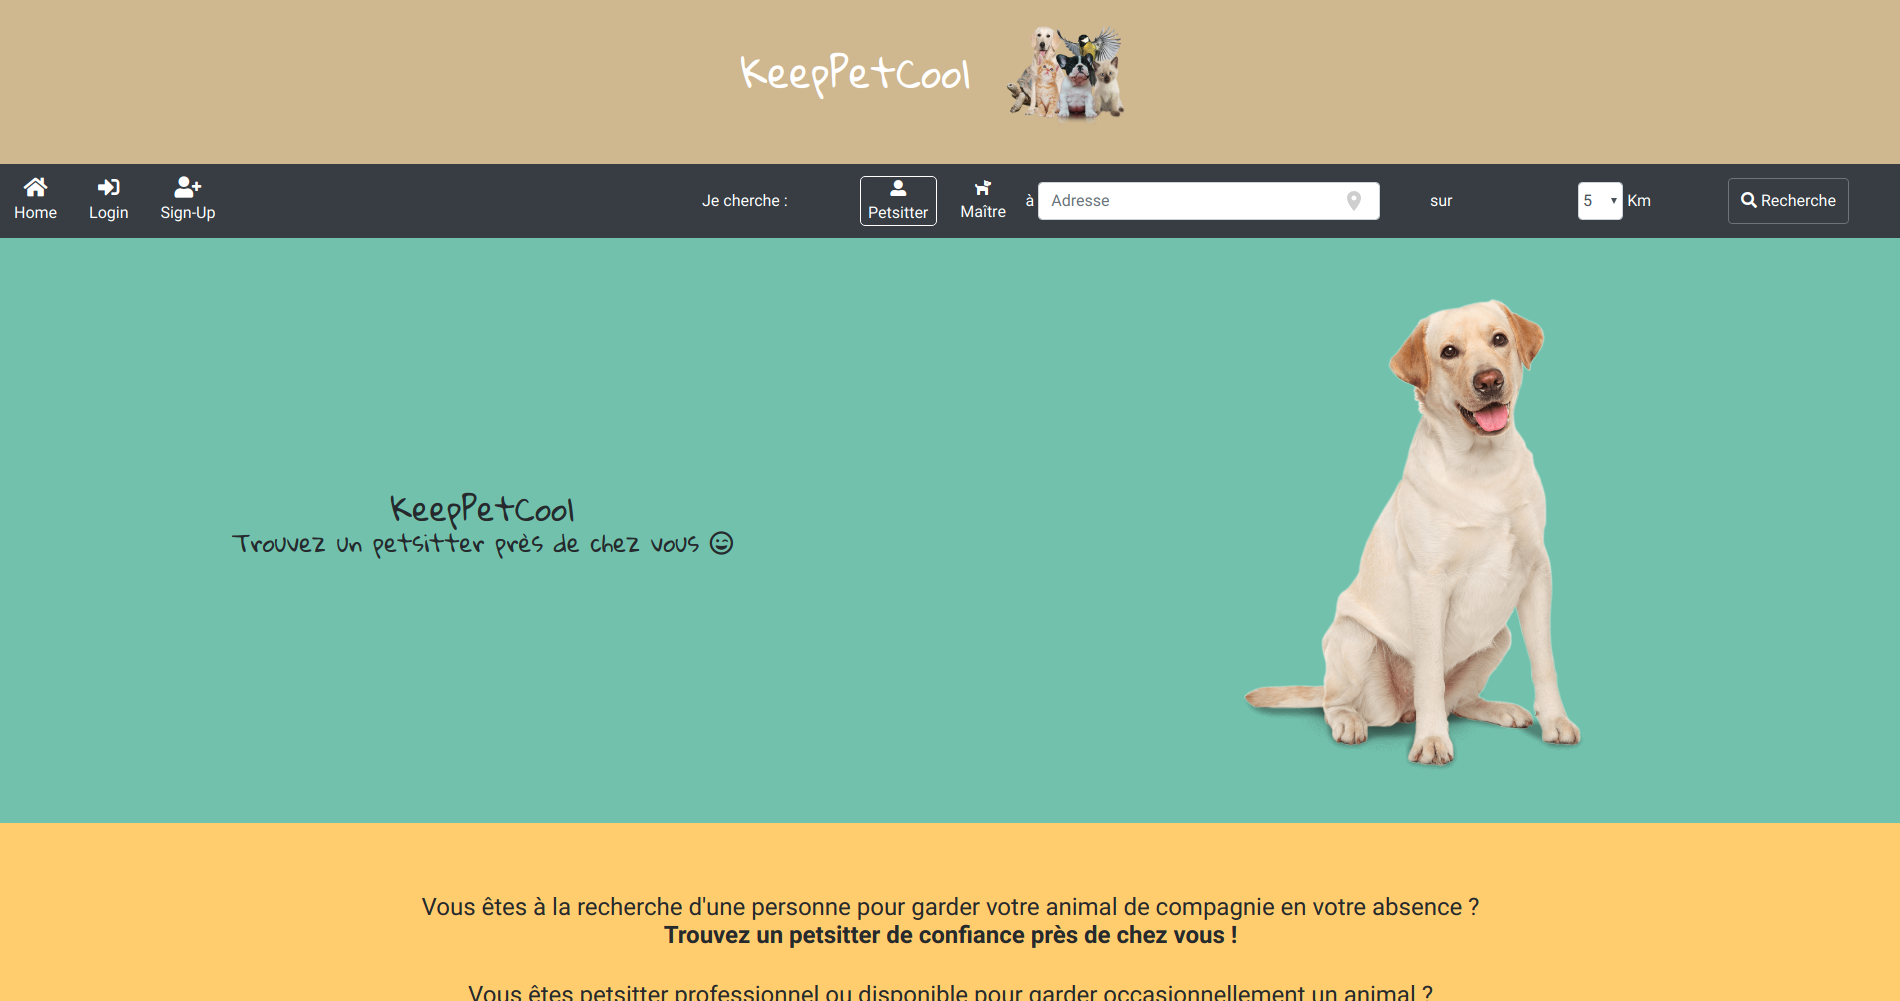 KeepPetCool
Home Login Sign-Up Je cherche : Petsitter Maître à Adresse sur 5 Km Recherche
KeepPetCool
Trouvez un petsitter près de chez vous
Vous êtes à la recherche d'une personne pour garder votre animal de compagnie en votre absence ?
Trouvez un petsitter de confiance près de chez vous !
Vous êtes petsitter professionnel ou disponible pour garder occasionnellement un animal ?